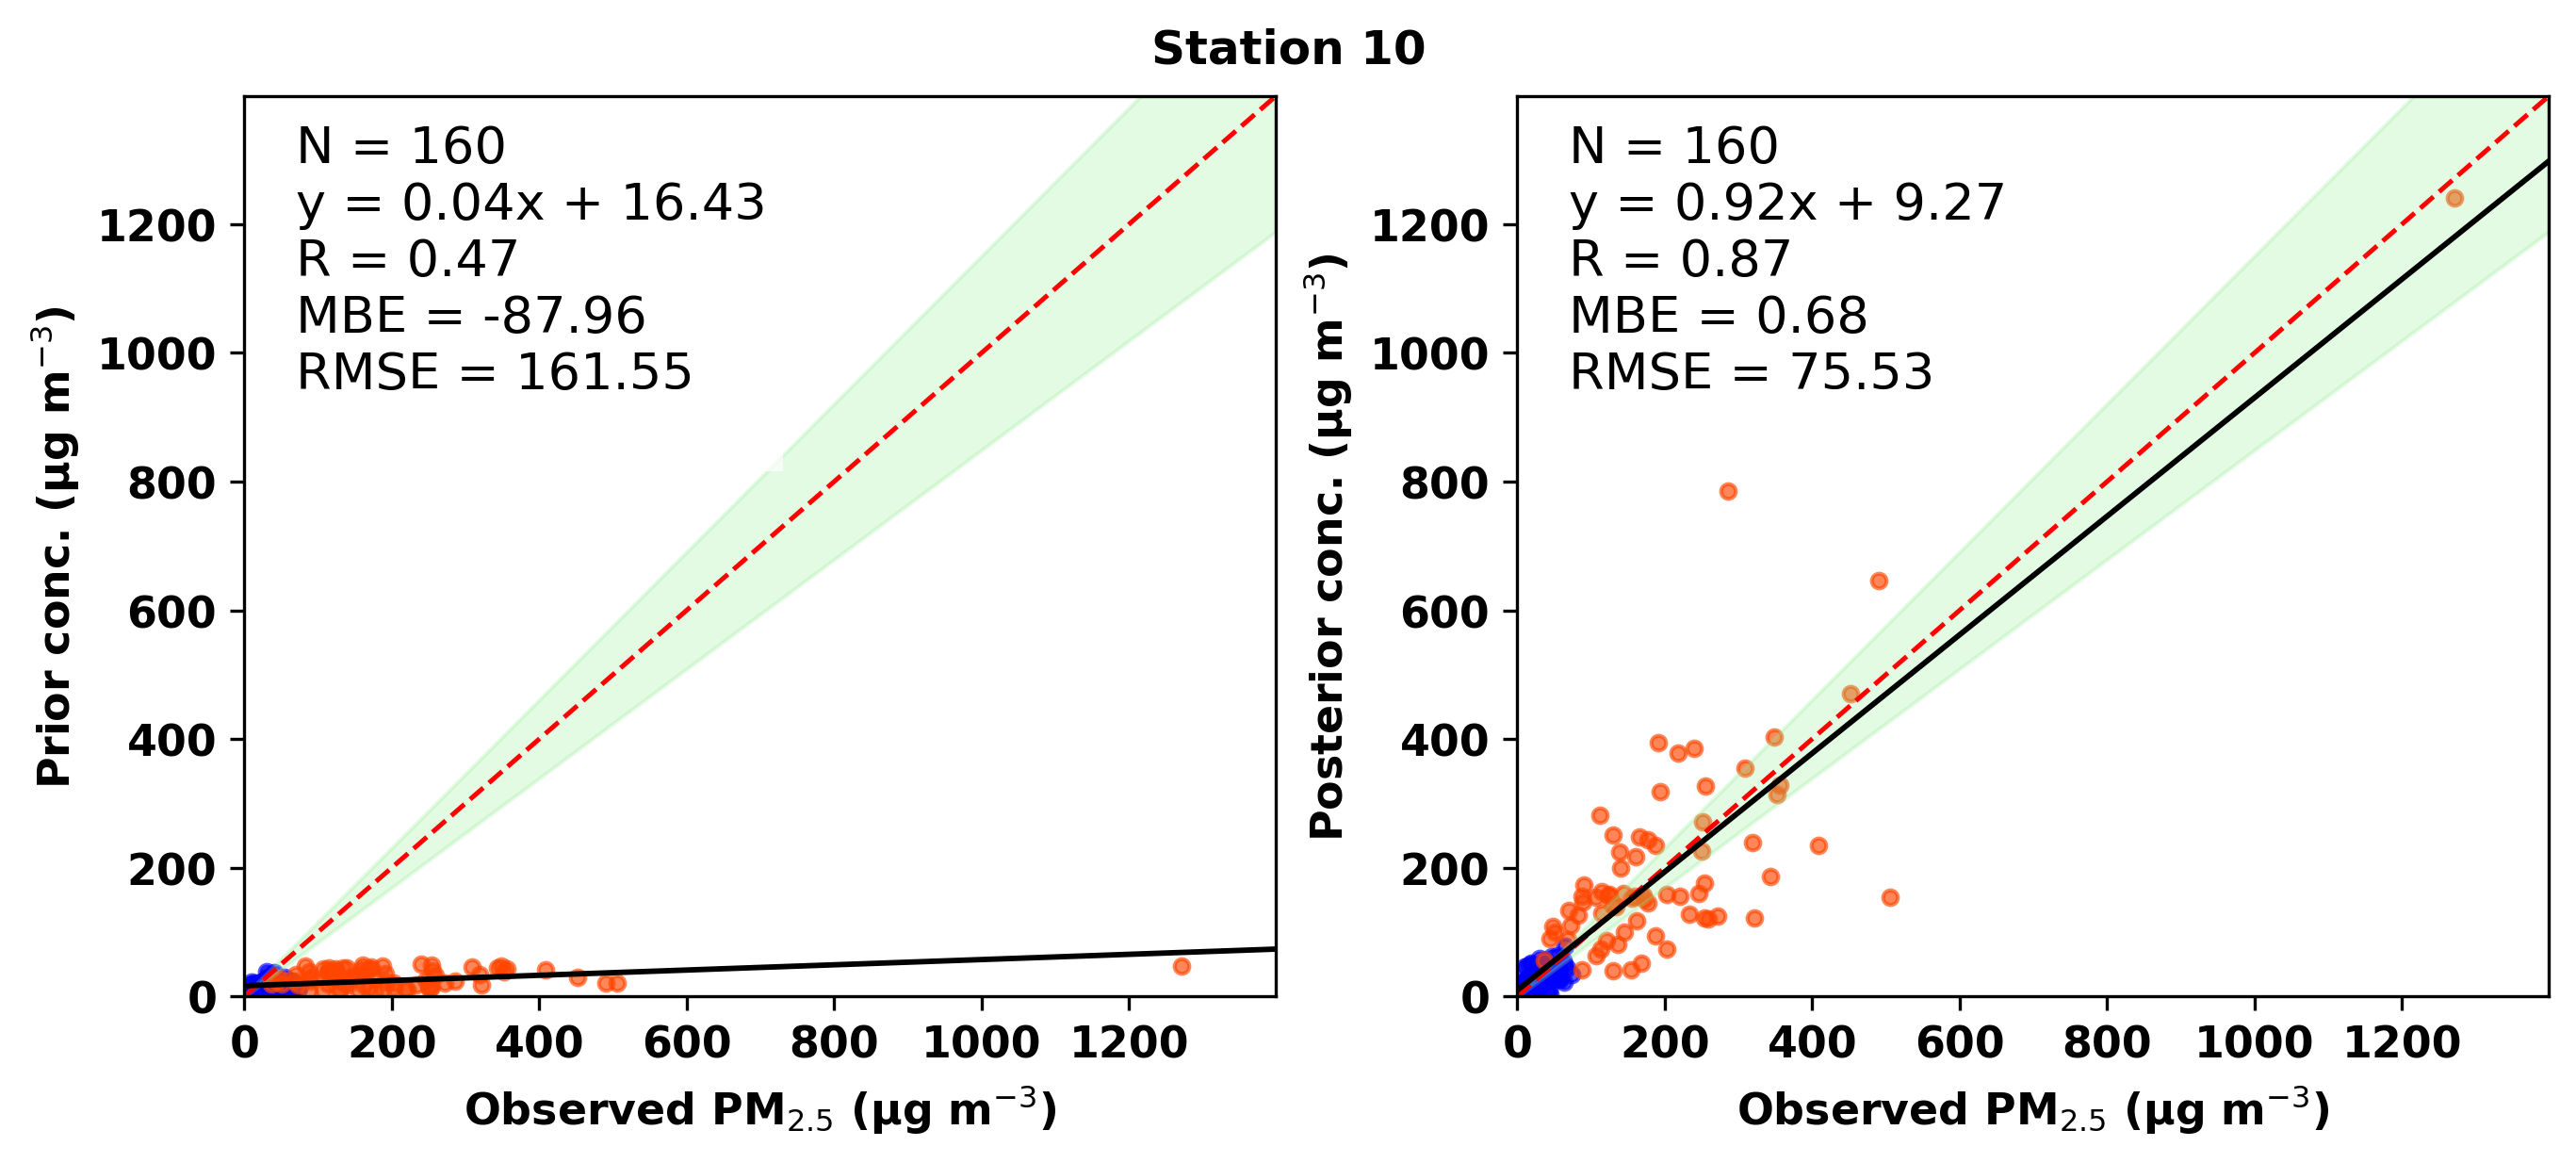 Station 10
N = 160
y = 0.04x + 16.43
R = 0.47
MBE = -87.96
RMSE = 161.55
Prior conc. (µg m⁻³)
1200
1000
800
600
400
200
0
0 200 400 600 800 1000 1200
Observed PM₂.₅ (µg m⁻³)
N = 160
y = 0.92x + 9.27
R = 0.87
MBE = 0.68
RMSE = 75.53
Posterior conc. (µg m⁻³)
1200
1000
800
600
400
200
0
0 200 400 600 800 1000 1200
Observed PM₂.₅ (µg m⁻³)